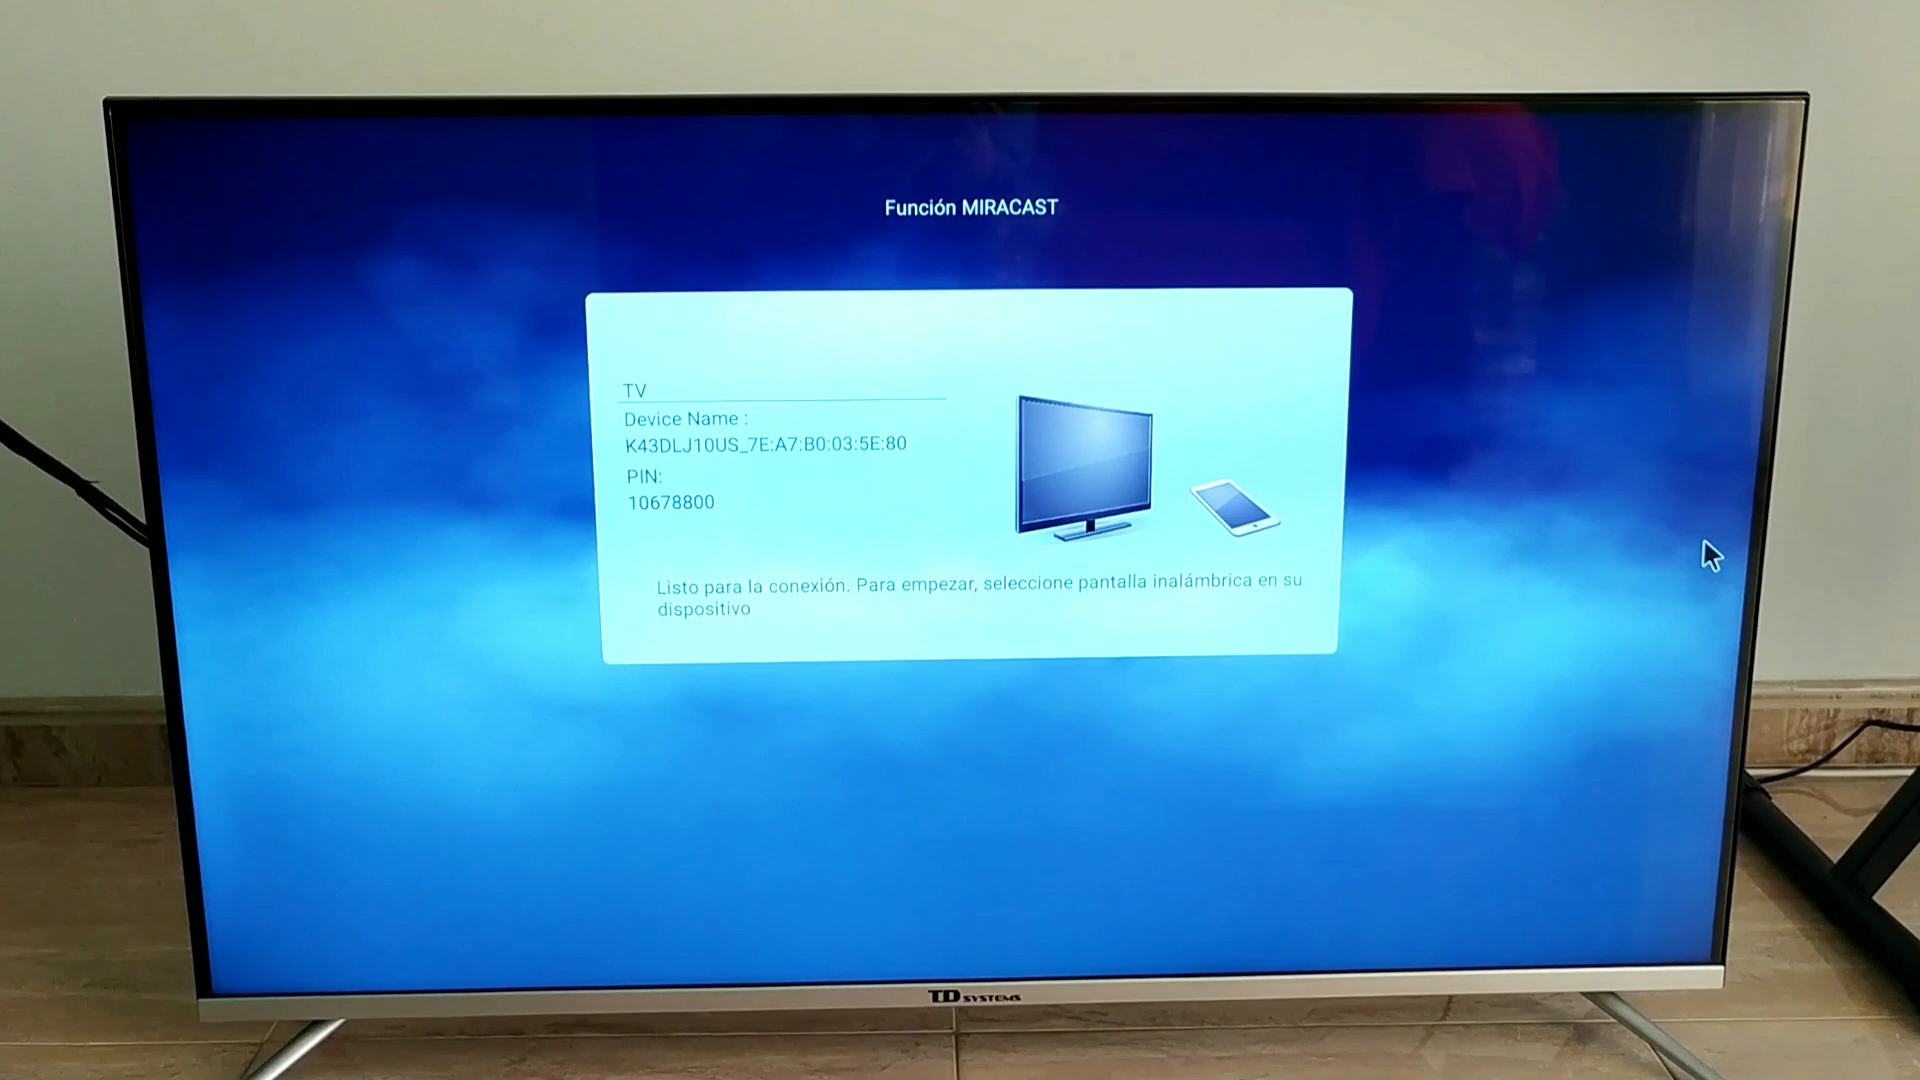 Función MIRACAST
TV
Device Name :
K43DLJ10US_7E:A7:B0:03:5E:80
PIN:
10678800
Listo para la conexión. Para empezar, seleccione pantalla inalámbrica en su
dispositivo
TD SYSTEMS